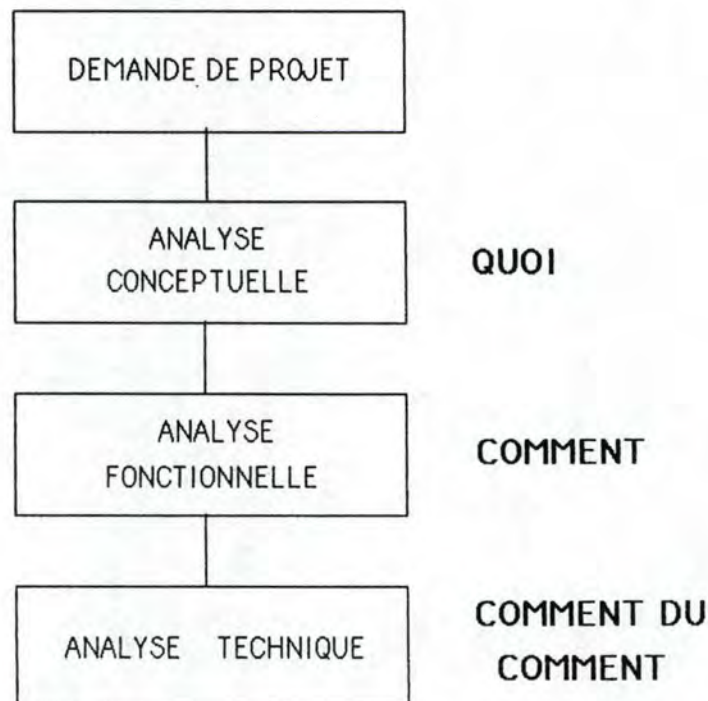 DEMANDE DE PROJET
ANALYSE
CONCEPTUELLE
QUOI
ANALYSE
FONCTIONNELLE
COMMENT
ANALYSE TECHNIQUE
COMMENT DU
COMMENT